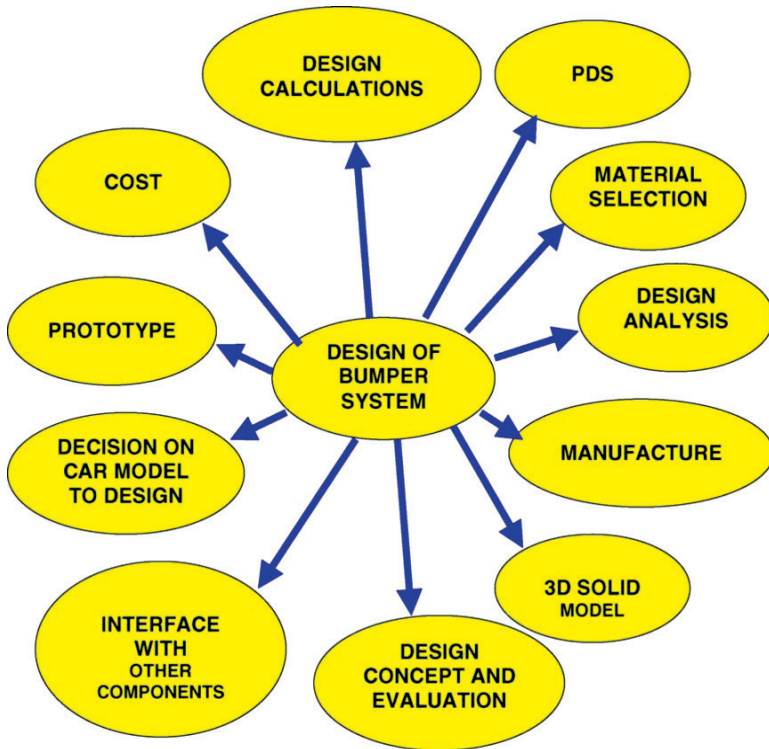 DESIGN
CALCULATIONS
PDS
COST
MATERIAL
SELECTION
PROTOTYPE
DESIGN
ANALYSIS
DESIGN OF
BUMPER
SYSTEM
DECISION ON
CAR MODEL
TO DESIGN
MANUFACTURE
INTERFACE
WITH
OTHER
COMPONENTS
DESIGN
CONCEPT AND
EVALUATION
3D SOLID
MODEL